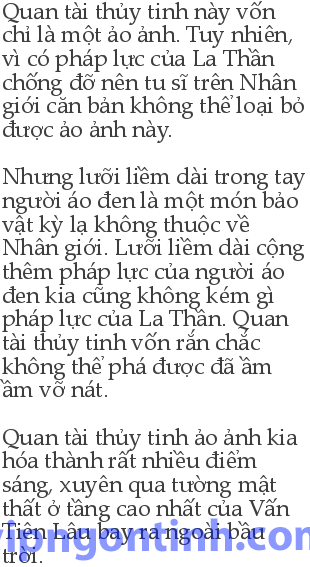 Quan tài thủy tinh này vốn
chỉ là một ảo ảnh. Tuy nhiên,
vì có pháp lực của La Thần
chống đỡ nên tu sĩ trên Nhân
giới căn bản không thể loại bỏ
được ảo ảnh này.
Nhưng lưỡi liềm dài trong tay
người áo đen là một món bảo
vật kỳ lạ không thuộc về
Nhân giới. Lưỡi liềm dài cộng
thêm pháp lực của người áo
đen kia cũng không kém gì
pháp lực của La Thần. Quan
tài thủy tinh vốn rắn chắc
không thể phá được đã ầm
ầm vỡ nát.
Quan tài thủy tinh ảo ảnh kia
hóa thành rất nhiều điểm
sáng, xuyên qua tường mật
thất ở tầng cao nhất của Vấn
Tiên Lâu bay ra ngoài bầu
trời.
vipngontinh.com